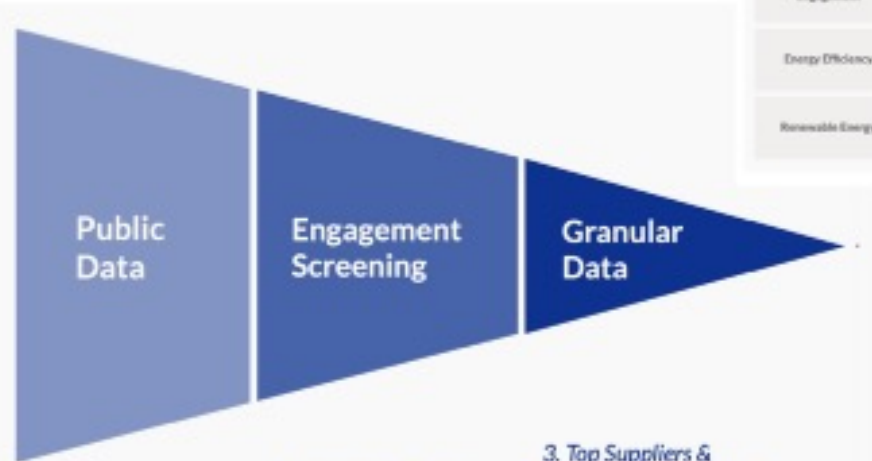 Energy Efficiency
Renewable Energy
Public
Data
Engagement
Screening
Granular
Data
3. Top Suppliers &